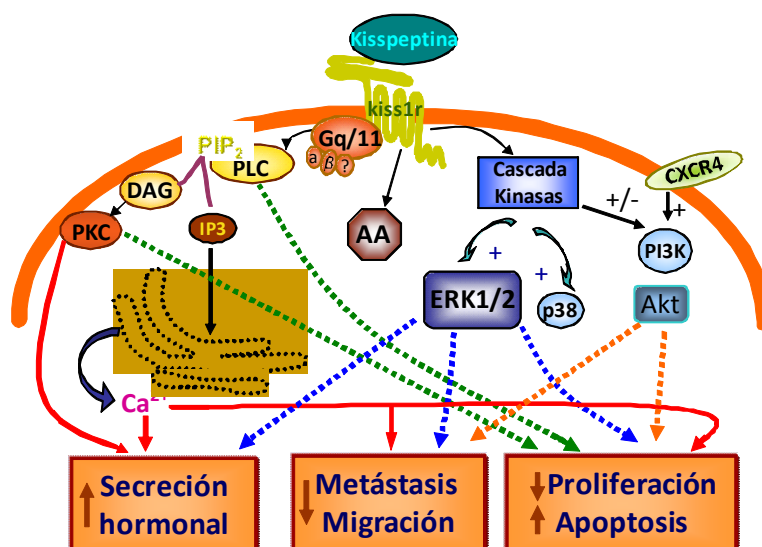 Kisspeptina
kiss1r
Gq/11
a β ?
PIP2
PLC
DAG
PKC
IP3
AA
Cascada
Kinasas
+/-
CXCR4
+
PI3K
+
+
ERK1/2
p38
Akt
Ca2+
Secreción
hormonal
Metástasis
Migración
Proliferación
Apoptosis